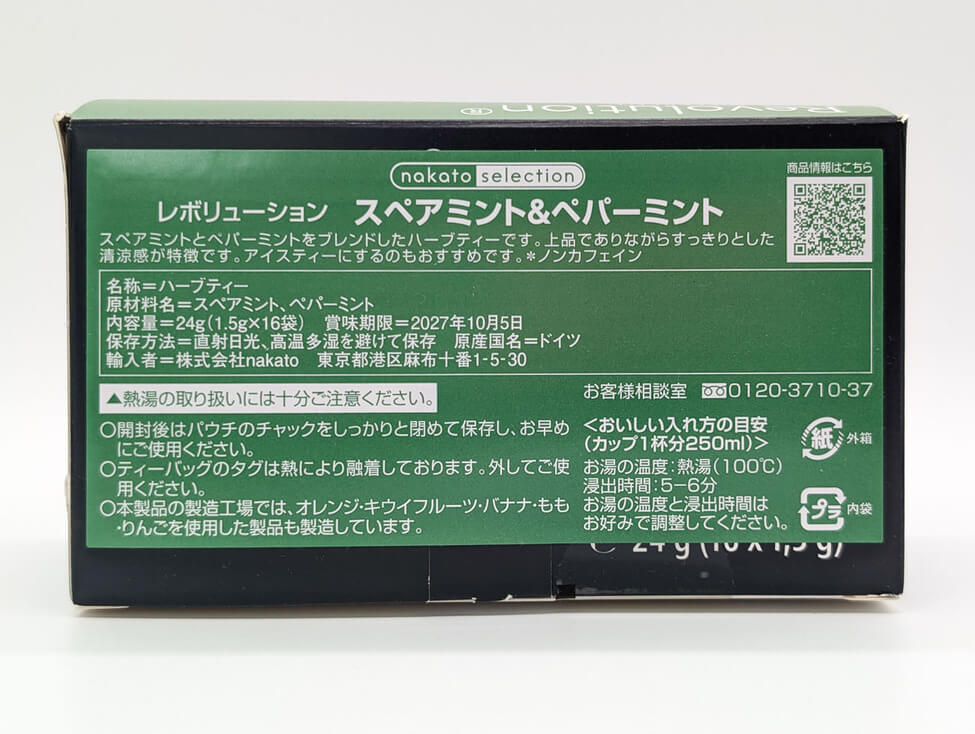 Revolution®
nakato selection
商品情報はこちら
レボリューション スペアミント&ペパーミント
スペアミントとペパーミントをブレンドしたハーブティーです。上品でありながらすっきりとした
清涼感が特徴です。アイスティーにするのもおすすめです。*ノンカフェイン
名称=ハーブティー
原材料名=スペアミント、ペパーミント
内容量=24g(1.5g×16袋) 賞味期限=2027年10月5日
保存方法=直射日光、高温多湿を避けて保存 原産国名=ドイツ
輸入者=株式会社nakato 東京都港区麻布十番1-5-30
▲熱湯の取り扱いには十分ご注意ください。
お客様相談室 0120-3710-37
○開封後はパウチのチャックをしっかりと閉めて保存し、お早め
にご使用ください。
○ティーバッグのタグは熱により融着しております。外してご使
用ください。
○本製品の製造工場では、オレンジ・キウイフルーツ・バナナ・もも
・りんごを使用した製品も製造しています。
<おいしい入れ方の目安
(カップ1杯分250ml)>
お湯の温度:熱湯(100℃)
浸出時間:5-6分
お湯の温度と浸出時間は
お好みで調整してください。
紙 外箱
プラ 内袋
24 g (16 x 1,5 g)